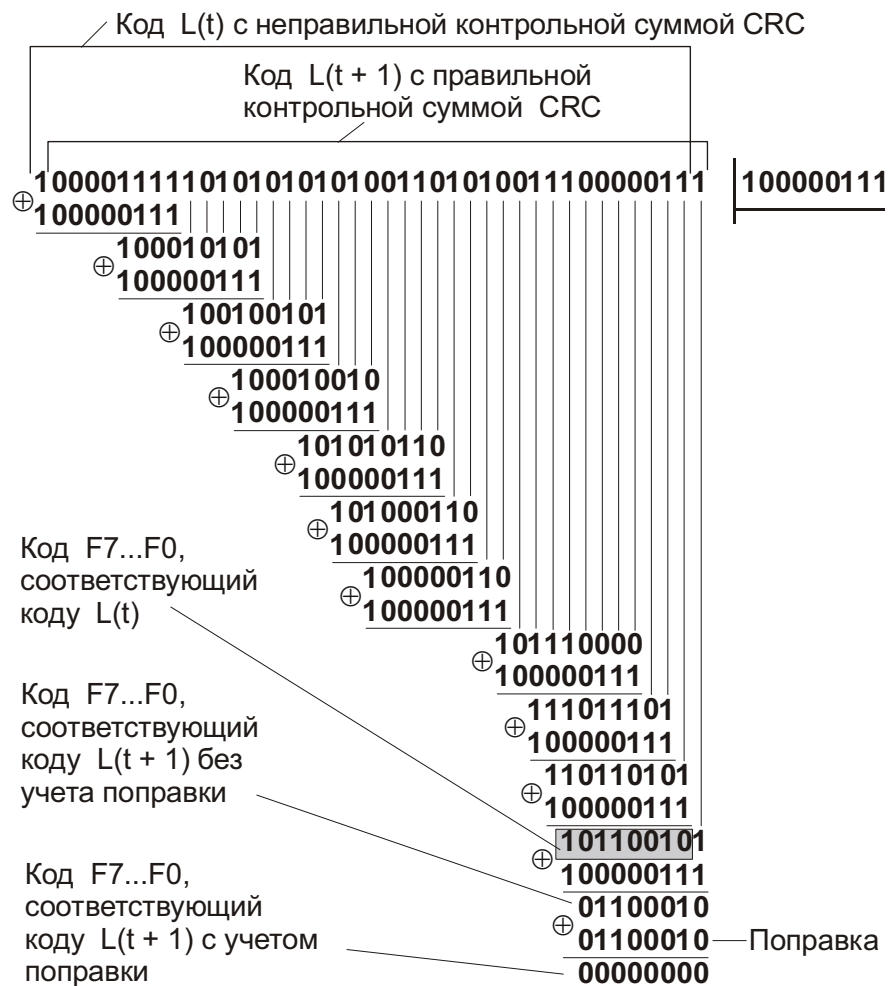 Код L(t) с неправильной контрольной суммой CRC
Код L(t + 1) с правильной
контрольной суммой CRC
10000111110101010101001101010011100000111 100000111
⊕
100000111
100010101
⊕
100000111
100100101
⊕
100000111
100010010
⊕
100000111
101010110
⊕
100000111
101000110
⊕
100000111
100000110
⊕
100000111
101110000
⊕
100000111
111011101
⊕
100000111
110110101
⊕
100000111
101100101
⊕
100000111
01100010
⊕
01100010
00000000
Код F7...F0,
соответствующий
коду L(t)
Код F7...F0,
соответствующий
коду L(t + 1) без
учета поправки
Код F7...F0,
соответствующий
коду L(t + 1) с учетом
поправки
Поправка